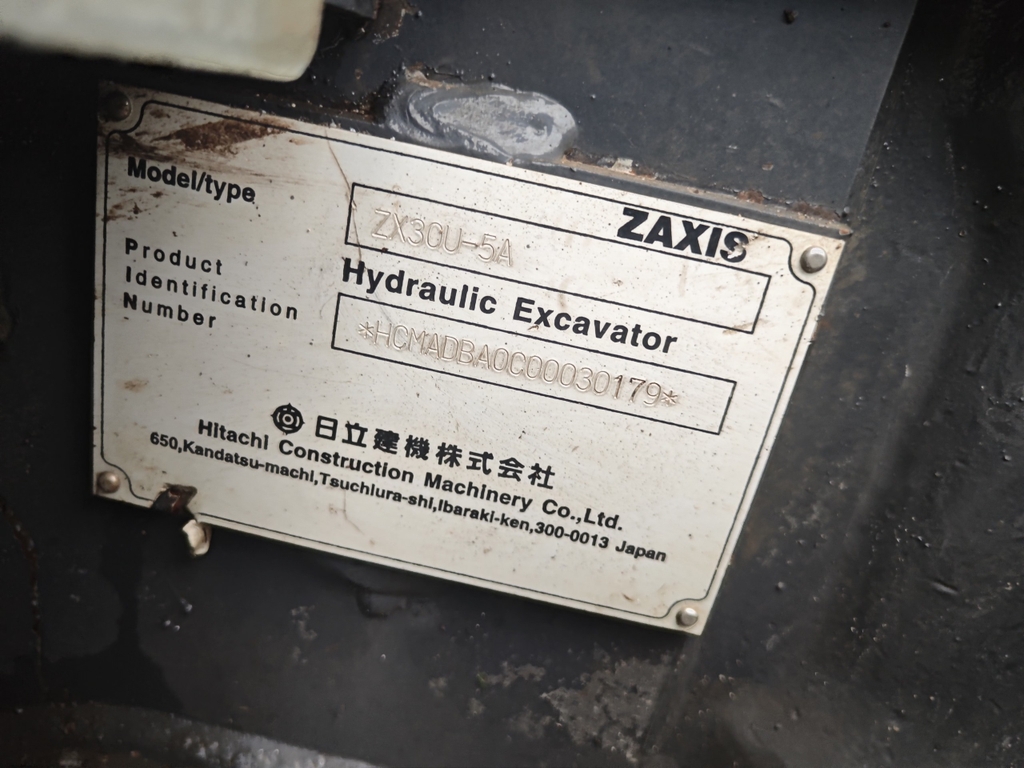 ZAXIS
Model/type ZX30U-5A
Hydraulic Excavator
Product
Identification
Number *HCMADBA0C00030179*
日立建機株式会社
Hitachi Construction Machinery Co.,Ltd.
650,Kandatsu-machi,Tsuchiura-shi,Ibaraki-ken,300-0013 Japan